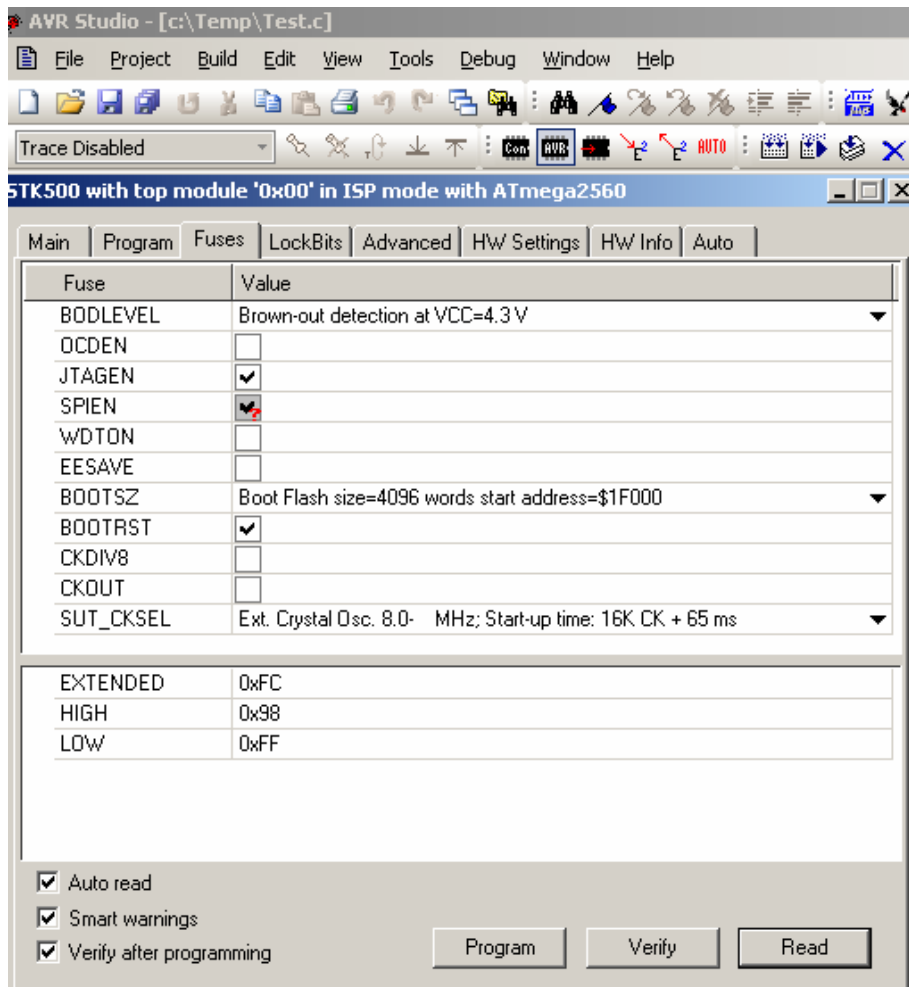 AVR Studio - [c:\Temp\Test.c]
File Project Build Edit View Tools Debug Window Help
Trace Disabled Con AVR E² E² AUTO
STK500 with top module '0x00' in ISP mode with ATmega2560
Main Program Fuses LockBits Advanced HW Settings HW Info Auto
Fuse Value
BODLEVEL Brown-out detection at VCC=4.3 V
OCDEN
JTAGEN
SPIEN ?
WDTON
EESAVE
BOOTSZ Boot Flash size=4096 words start address=$1F000
BOOTRST
CKDIV8
CKOUT
SUT_CKSEL Ext. Crystal Osc. 8.0- MHz; Start-up time: 16K CK + 65 ms
EXTENDED 0xFC
HIGH 0x98
LOW 0xFF
Auto read
Smart warnings
Verify after programming
Program Verify Read